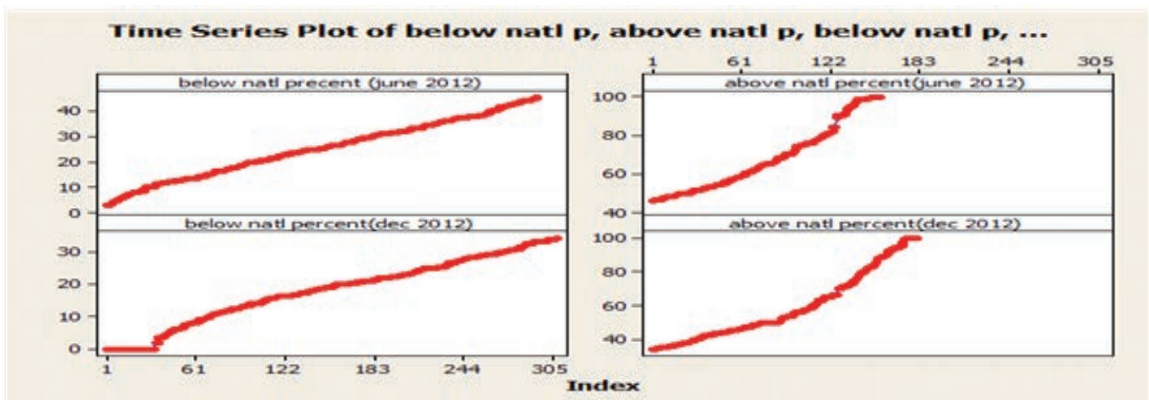 Time Series Plot of below natl p, above natl p, below natl p, ...
1 61 122 183 244 305
below natl precent (june 2012)
above natl percent(june 2012)
40
30
20
10
0
100
80
60
40
below natl percent(dec 2012)
above natl percent(dec 2012)
30
20
10
0
100
80
60
40
1 61 122 183 244 305
Index